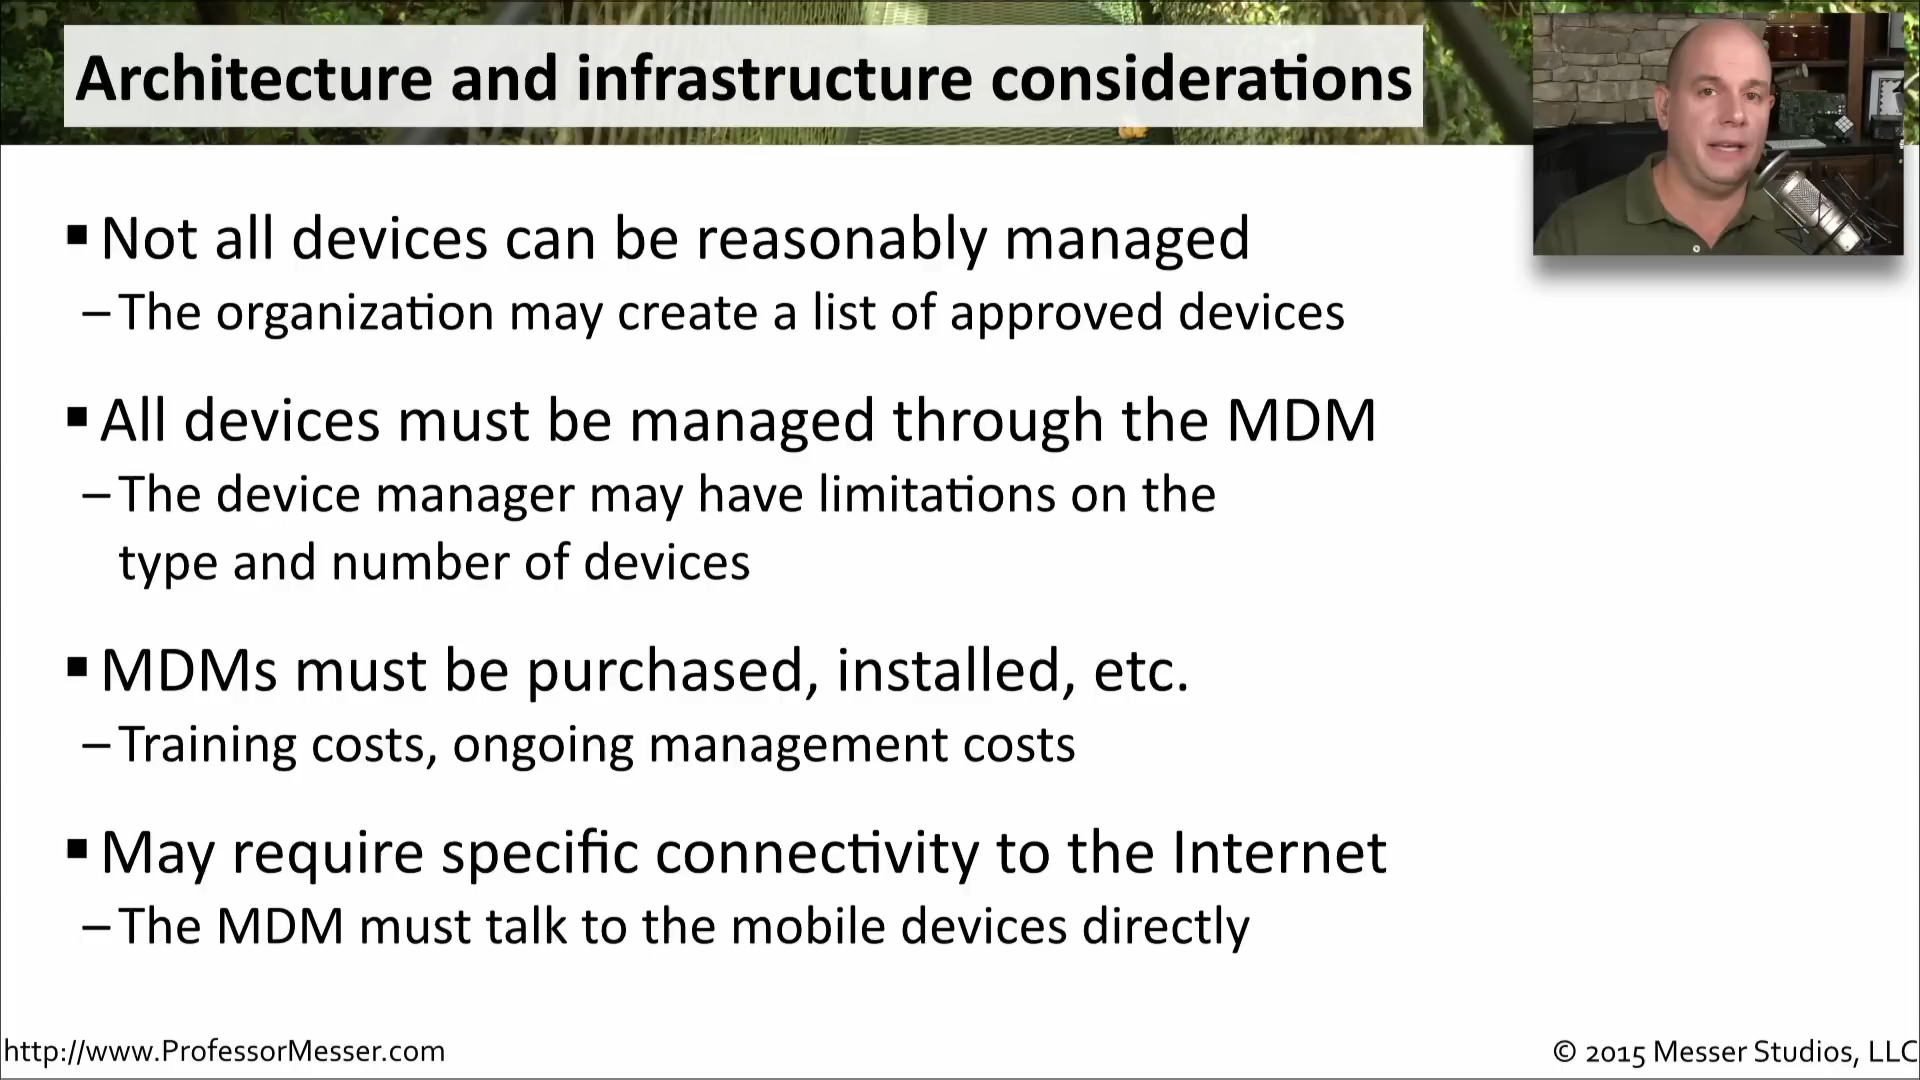 Architecture and infrastructure considerations
▪ Not all devices can be reasonably managed
– The organization may create a list of approved devices
▪ All devices must be managed through the MDM
– The device manager may have limitations on the
type and number of devices
▪ MDMs must be purchased, installed, etc.
– Training costs, ongoing management costs
▪ May require specific connectivity to the Internet
– The MDM must talk to the mobile devices directly
http://www.ProfessorMesser.com
© 2015 Messer Studios, LLC